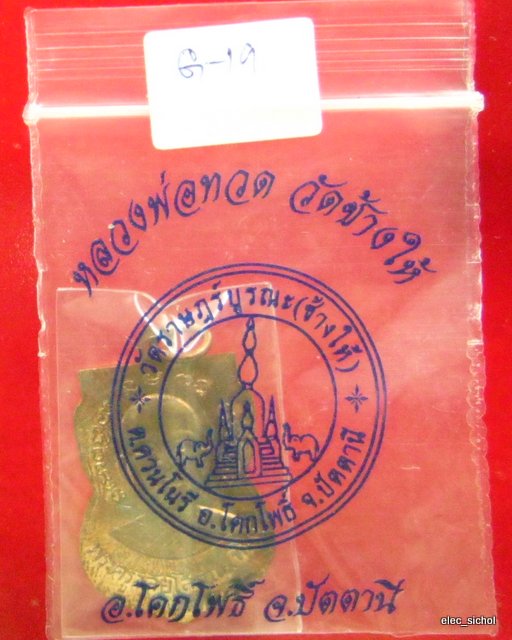 หลวงพ่อทวด วัดช้างให้
วัดราษฎร์บูรณะ(ช้างให้)
ต.ควนโนรี อ.โคกโพธิ์ จ.ปัตตานี
อ.โคกโพธิ์ จ.ปัตตานี
elec_sichol